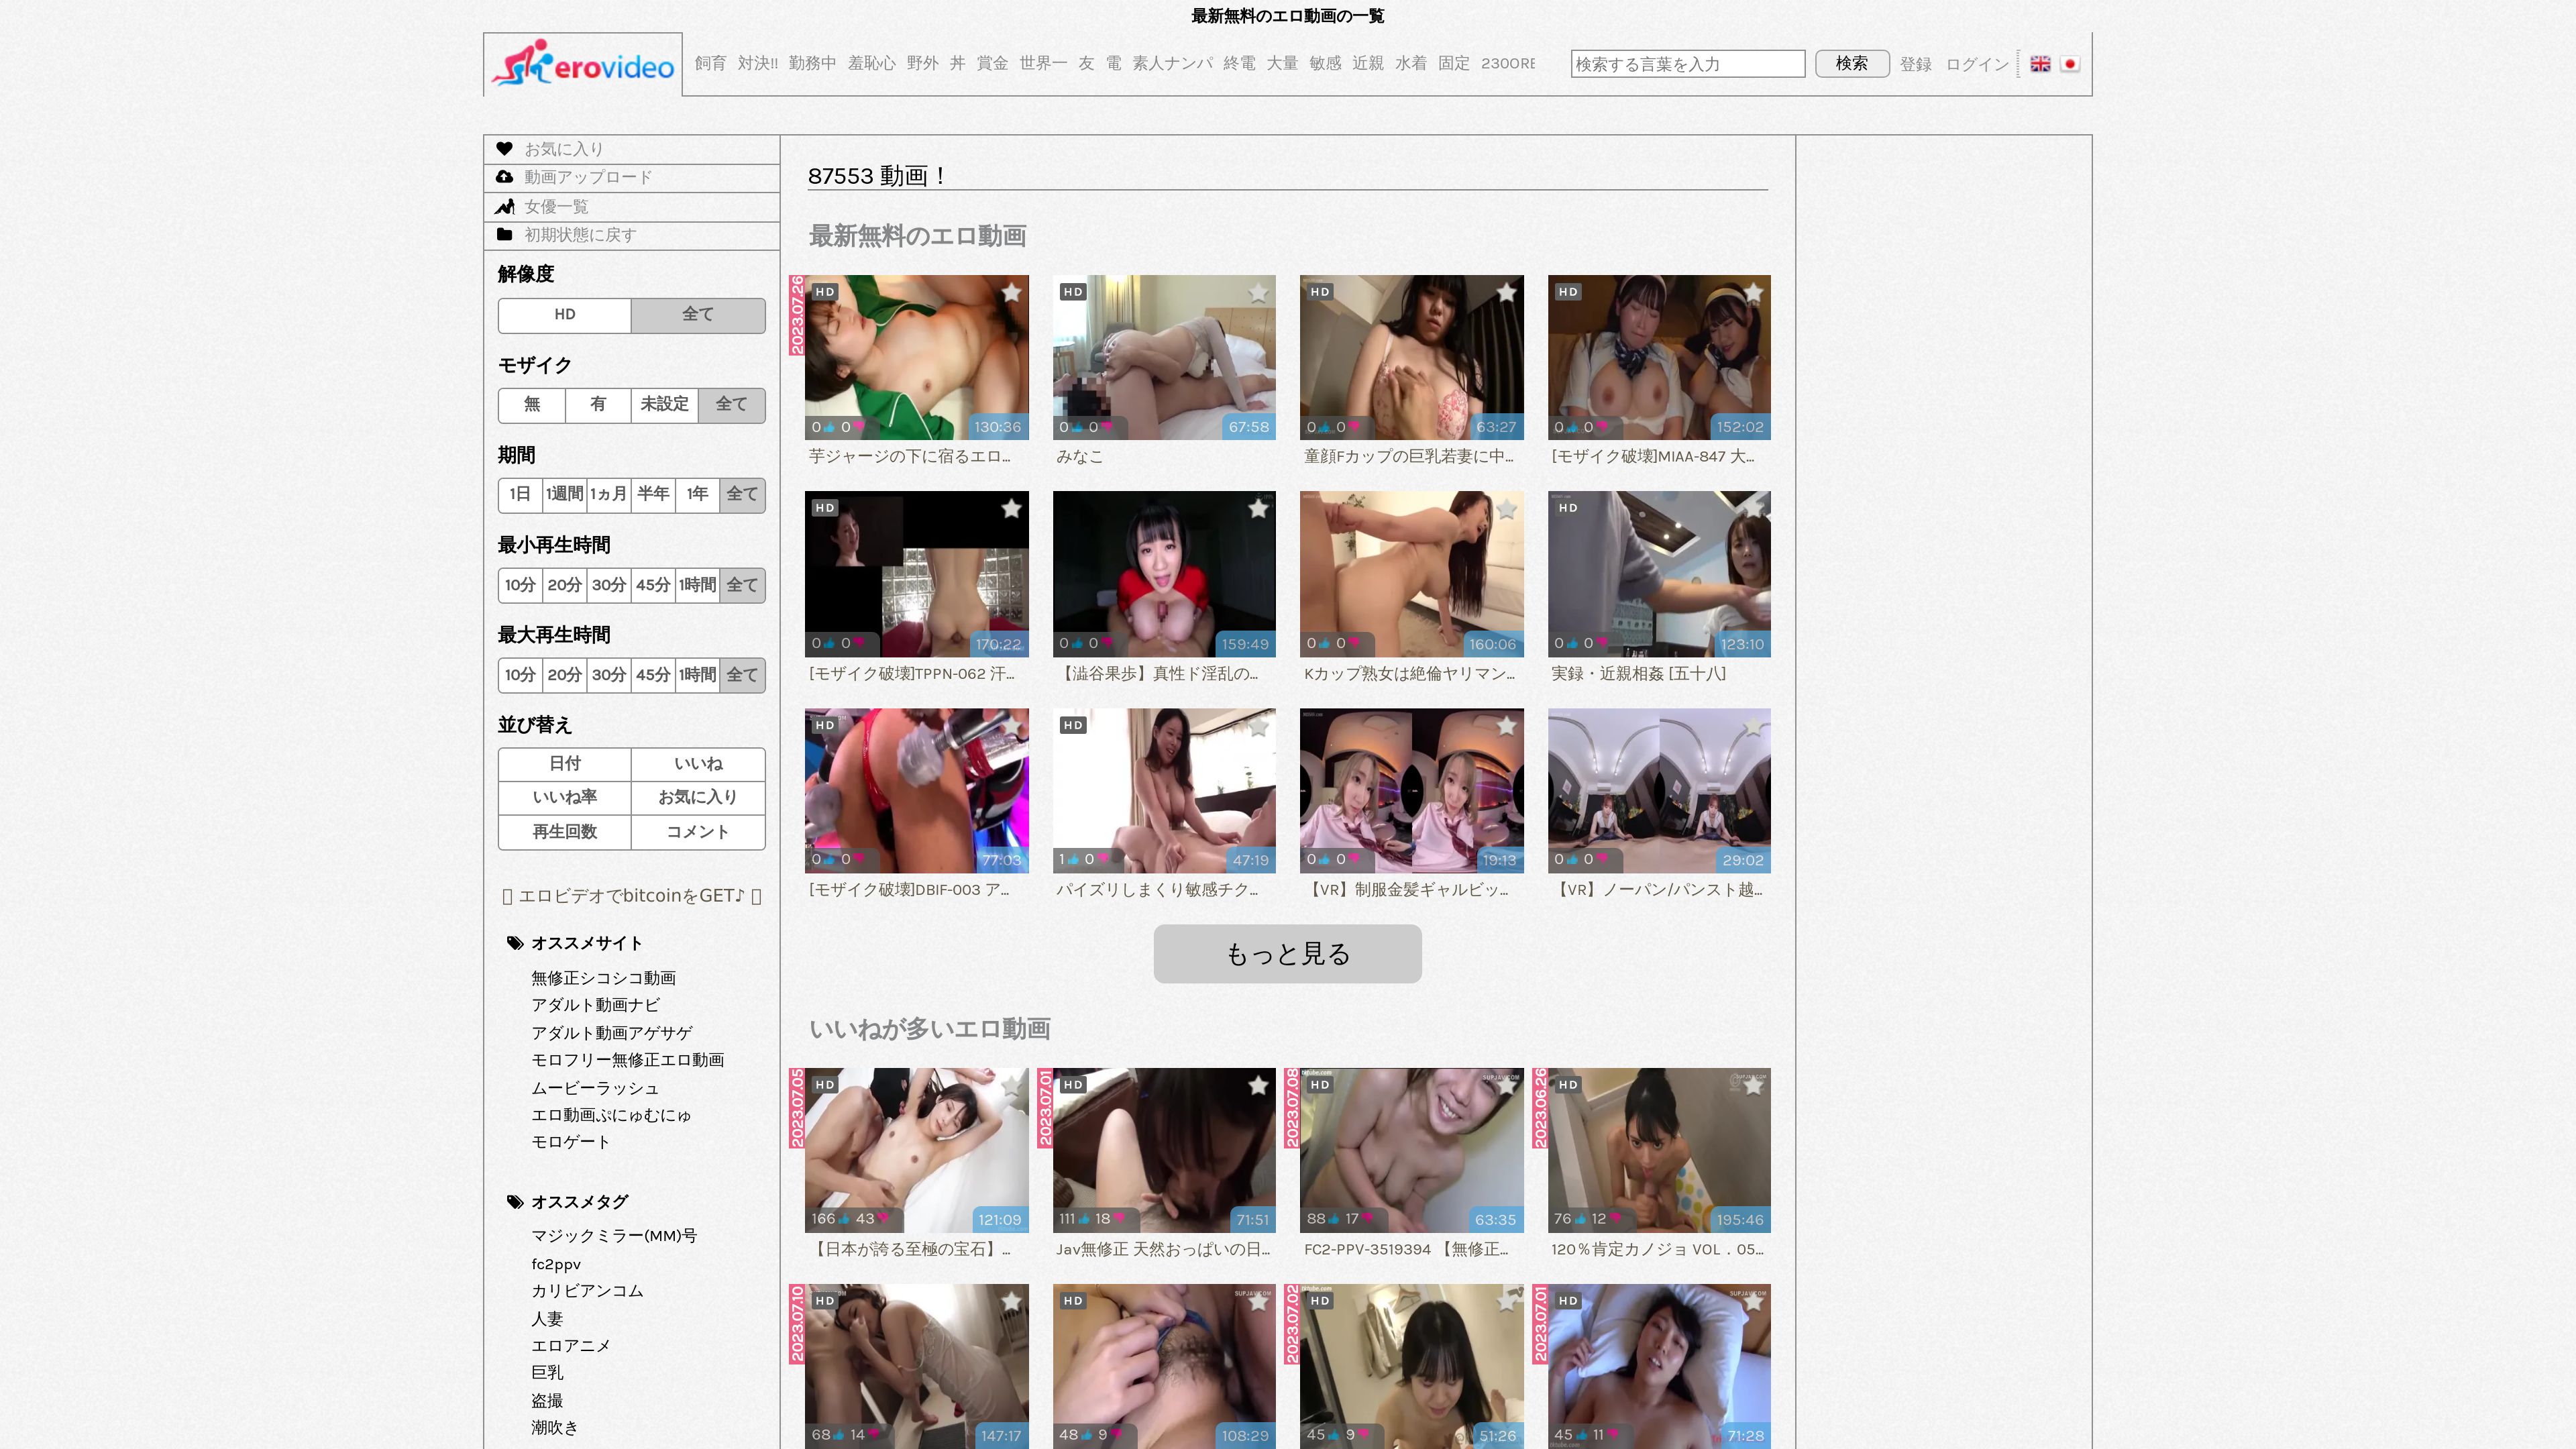 最新無料のエロ動画の一覧
erovideo
飼育 対決!! 勤務中 羞恥心 野外 丼 賞金 世界一 友 電 素人ナンパ 終電 大量 敏感 近親 水着 固定 230ORE
検索する言葉を入力 検索 登録 ログイン
お気に入り
動画アップロード
女優一覧
初期状態に戻す
解像度
HD 全て
モザイク
無 有 未設定 全て
期間
1日 1週間 1ヵ月 半年 1年 全て
最小再生時間
10分 20分 30分 45分 1時間 全て
最大再生時間
10分 20分 30分 45分 1時間 全て
並び替え
日付 いいね
いいね率 お気に入り
再生回数 コメント
エロビデオでbitcoinをGET♪
オススメサイト
無修正シコシコ動画
アダルト動画ナビ
アダルト動画アゲサゲ
モロフリー無修正エロ動画
ムービーラッシュ
エロ動画ぷにゅむにゅ
モロゲート
オススメタグ
マジックミラー(MM)号
fc2ppv
カリビアンコム
人妻
エロアニメ
巨乳
盗撮
潮吹き
87553 動画！
最新無料のエロ動画
2023.07.26
HD HD HD HD
0 0 130:36 0 0 67:58 0 0 63:27 0 0 152:02
芋ジャージの下に宿るエロ... みなこ 童顔Fカップの巨乳若妻に中... [モザイク破壊]MIAA-847 大...
HD HD
0 0 170:22 0 0 159:49 0 0 160:06 0 0 123:10
[モザイク破壊]TPPN-062 汗... 【澁谷果歩】真性ド淫乱の... Kカップ熟女は絶倫ヤリマン... 実録・近親相姦 [五十八]
HD HD
0 0 77:03 1 0 47:19 0 0 19:13 0 0 29:02
[モザイク破壊]DBIF-003 ア... パイズリしまくり敏感チク... 【VR】制服金髪ギャルビッ... 【VR】ノーパン/パンスト越...
もっと見る
いいねが多いエロ動画
2023.07.05 2023.07.01 2023.07.08 2023.06.26
HD HD HD SUPJAV.COM HD SUPJAV.COM
166 43 121:09 111 18 71:51 88 17 63:35 76 12 195:46
【日本が誇る至極の宝石】... Jav無修正 天然おっぱいの日... FC2-PPV-3519394 【無修正... 120％肯定カノジョ VOL．05...
2023.07.10 2023.07.02 2023.07.01
HD HD SUPJAV.COM HD HD SUPJAV.COM
68 14 147:17 48 9 108:29 45 9 51:26 45 11 71:28